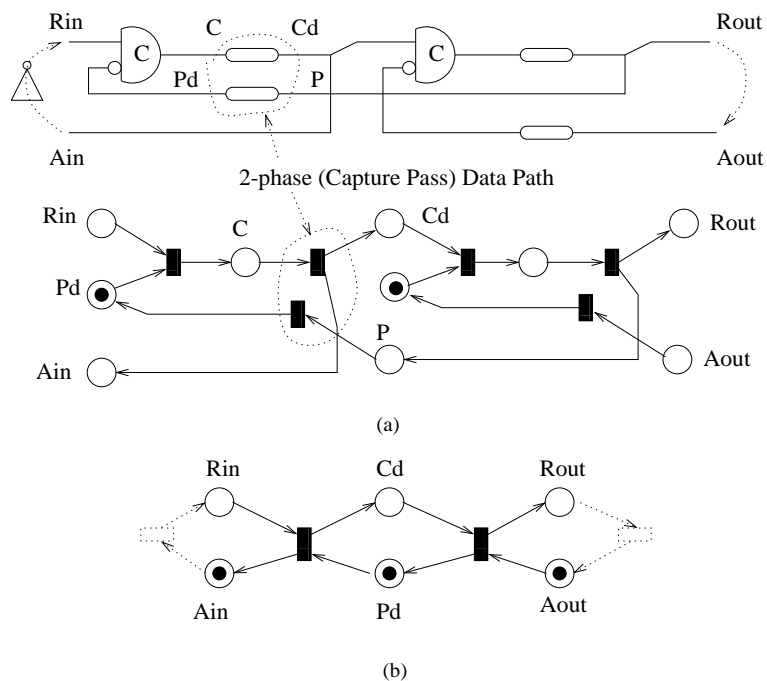 Rin
C
Cd
Rout
C
C
Pd
P
Ain
Aout
2-phase (Capture Pass) Data Path
Rin
C
Cd
Rout
Pd
P
Ain
Aout
(a)
Rin
Cd
Rout
Ain
Pd
Aout
(b)